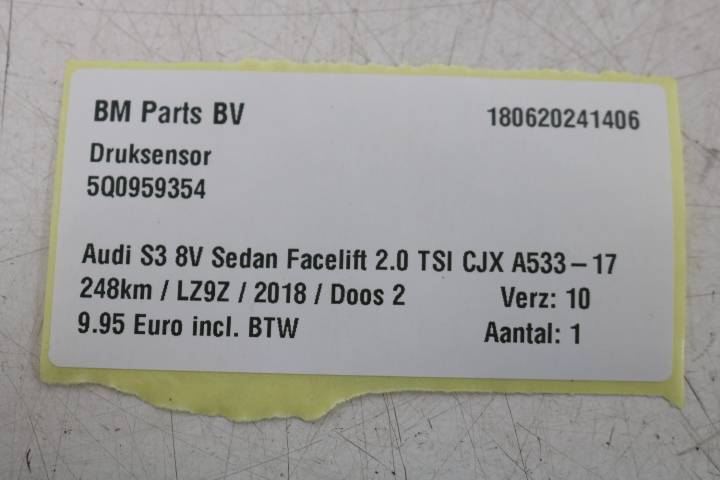 BM Parts BV 180620241406
Druksensor
5Q0959354
Audi S3 8V Sedan Facelift 2.0 TSI CJX A533-17
248km / LZ9Z / 2018 / Doos 2 Verz: 10
9.95 Euro incl. BTW Aantal: 1